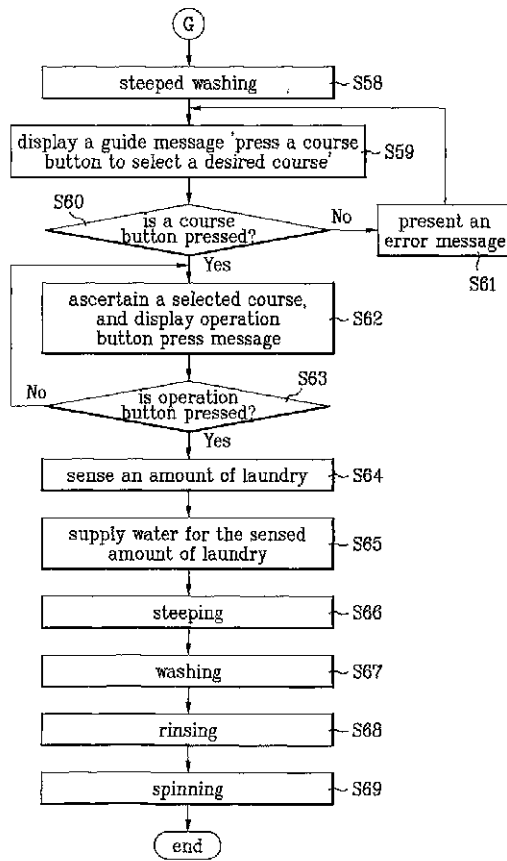 G
steeped washing
S58
display a guide message 'press a course
button to select a desired course'
S59
S60
is a course
button pressed?
No
present an
error message
S61
Yes
ascertain a selected course,
and display operation
button press message
S62
No
S63
is operation
button pressed?
Yes
sense an amount of laundry
S64
supply water for the sensed
amount of laundry
S65
steeping
S66
washing
S67
rinsing
S68
spinning
S69
end